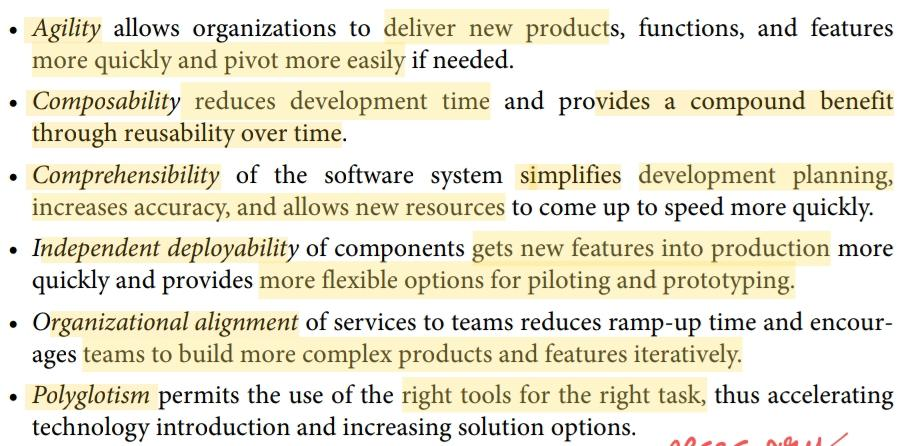 • Agility allows organizations to deliver new products, functions, and features
more quickly and pivot more easily if needed.
• Composability reduces development time and provides a compound benefit
through reusability over time.
• Comprehensibility of the software system simplifies development planning,
increases accuracy, and allows new resources to come up to speed more quickly.
• Independent deployability of components gets new features into production more
quickly and provides more flexible options for piloting and prototyping.
• Organizational alignment of services to teams reduces ramp-up time and encour-
ages teams to build more complex products and features iteratively.
• Polyglotism permits the use of the right tools for the right task, thus accelerating
technology introduction and increasing solution options.